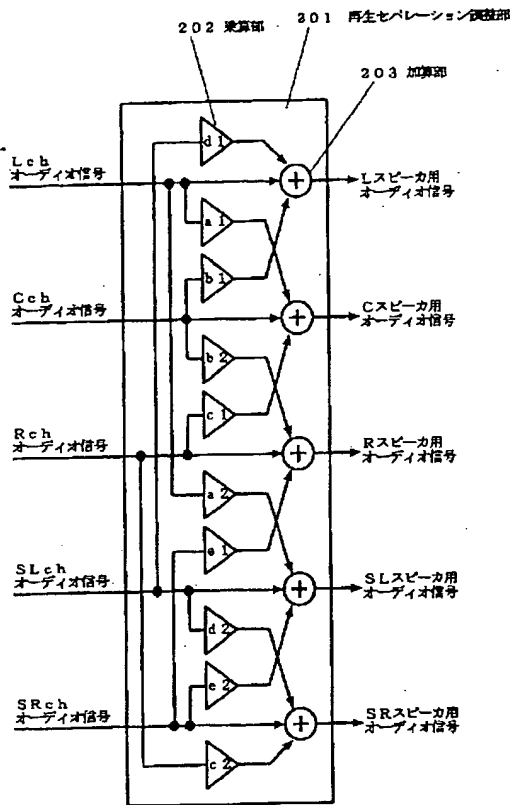 202 乗算部
201 再生セパレーション調整部
203 加算部
d1
Lch
オーディオ信号
Lスピーカ用
オーディオ信号
a1
b1
Cch
オーディオ信号
Cスピーカ用
オーディオ信号
b2
c1
Rch
オーディオ信号
Rスピーカ用
オーディオ信号
a2
e1
SLch
オーディオ信号
SLスピーカ用
オーディオ信号
d2
e2
SRch
オーディオ信号
SRスピーカ用
オーディオ信号
c2